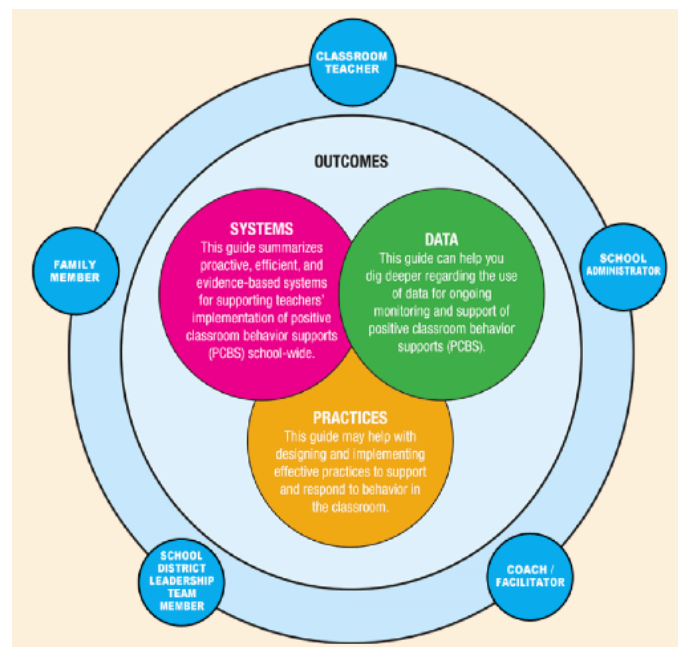 CLASSROOM
TEACHER
OUTCOMES
SYSTEMS
This guide summarizes
proactive, efficient, and
evidence-based systems
for supporting teachers'
implementation of positive
classroom behavior supports
(PCBS) school-wide.
DATA
This guide can help you
dig deeper regarding the use
of data for ongoing
monitoring and support of
positive classroom behavior
supports (PCBS).
FAMILY
MEMBER
SCHOOL
ADMINISTRATOR
PRACTICES
This guide may help with
designing and implementing
effective practices to support
and respond to behavior in
the classroom.
SCHOOL
DISTRICT
LEADERSHIP
TEAM
MEMBER
COACH /
FACILITATOR